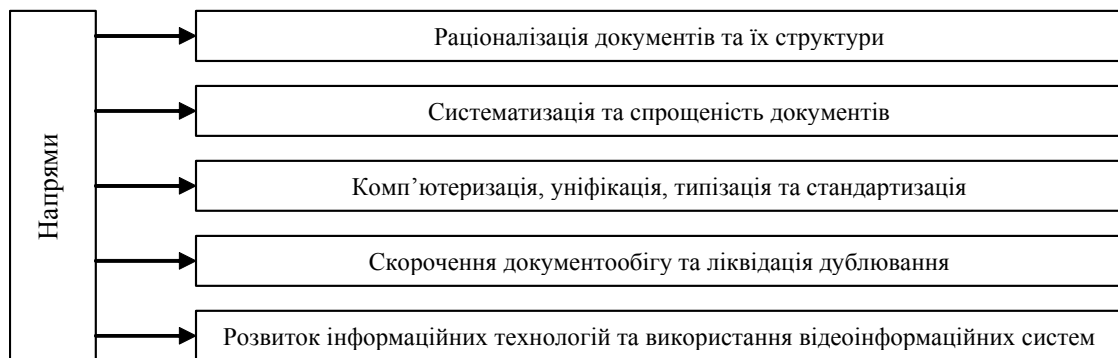 Напрями
Раціоналізація документів та їх структури
Систематизація та спрощеність документів
Комп’ютеризація, уніфікація, типізація та стандартизація
Скорочення документообігу та ліквідація дублювання
Розвиток інформаційних технологій та використання відеоінформаційних систем